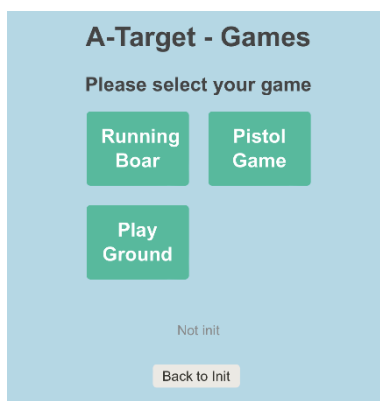 A-Target - Games
Please select your game
Running
Boar
Pistol
Game
Play
Ground
Not init
Back to Init